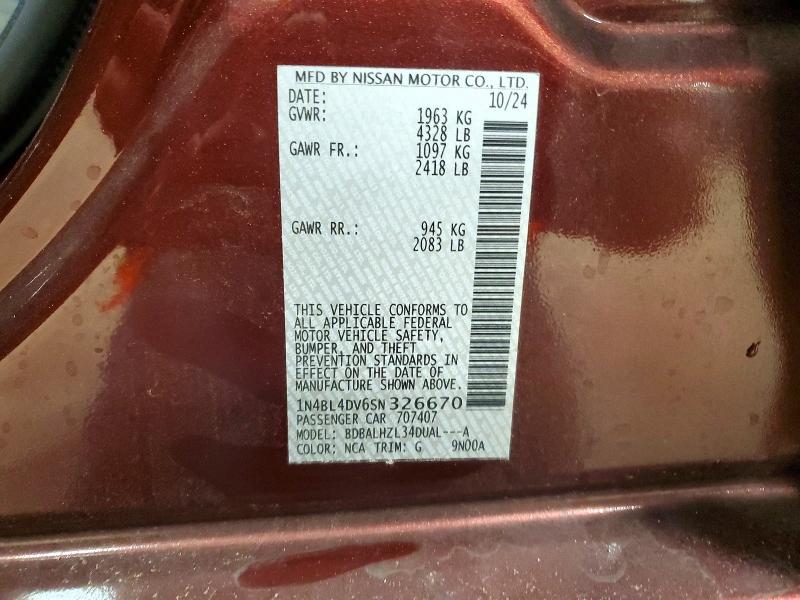 MFD BY NISSAN MOTOR CO., LTD.
DATE: 10/24
GVWR: 1963 KG
4328 LB
GAWR FR.: 1097 KG
2418 LB
GAWR RR.: 945 KG
2083 LB
THIS VEHICLE CONFORMS TO
ALL APPLICABLE FEDERAL
MOTOR VEHICLE SAFETY,
BUMPER, AND THEFT
PREVENTION STANDARDS IN
EFFECT ON THE DATE OF
MANUFACTURE SHOWN ABOVE.
1N4BL4DV6SN326670
PASSENGER CAR 707407
MODEL: BDBALHZL34DUAL---A
COLOR: NCA TRIM: G 9N00A